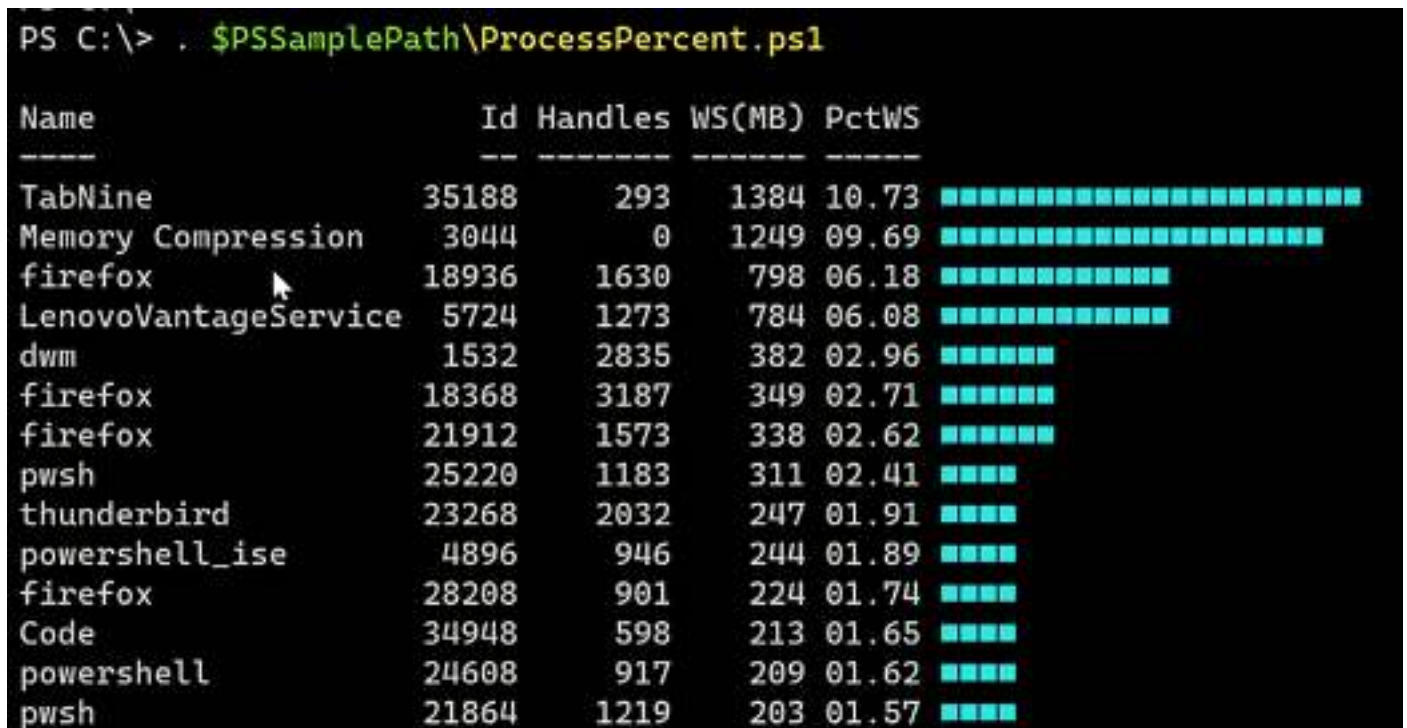 PS C:\> . $PSSamplePath\ProcessPercent.ps1
Name Id Handles WS(MB) PctWS
---- -- ------- ------ -----
TabNine 35188 293 1384 10.73 ■■■■■■■■■■■■■■■■■■■■■■
Memory Compression 3044 0 1249 09.69 ■■■■■■■■■■■■■■■■■■■■
firefox 18936 1630 798 06.18 ■■■■■■■■■■■■
LenovoVantageService 5724 1273 784 06.08 ■■■■■■■■■■■■
dwm 1532 2835 382 02.96 ■■■■■■
firefox 18368 3187 349 02.71 ■■■■■■
firefox 21912 1573 338 02.62 ■■■■■■
pwsh 25220 1183 311 02.41 ■■■■
thunderbird 23268 2032 247 01.91 ■■■■
powershell_ise 4896 946 244 01.89 ■■■■
firefox 28208 901 224 01.74 ■■■■
Code 34948 598 213 01.65 ■■■■
powershell 24608 917 209 01.62 ■■■■
pwsh 21864 1219 203 01.57 ■■■■